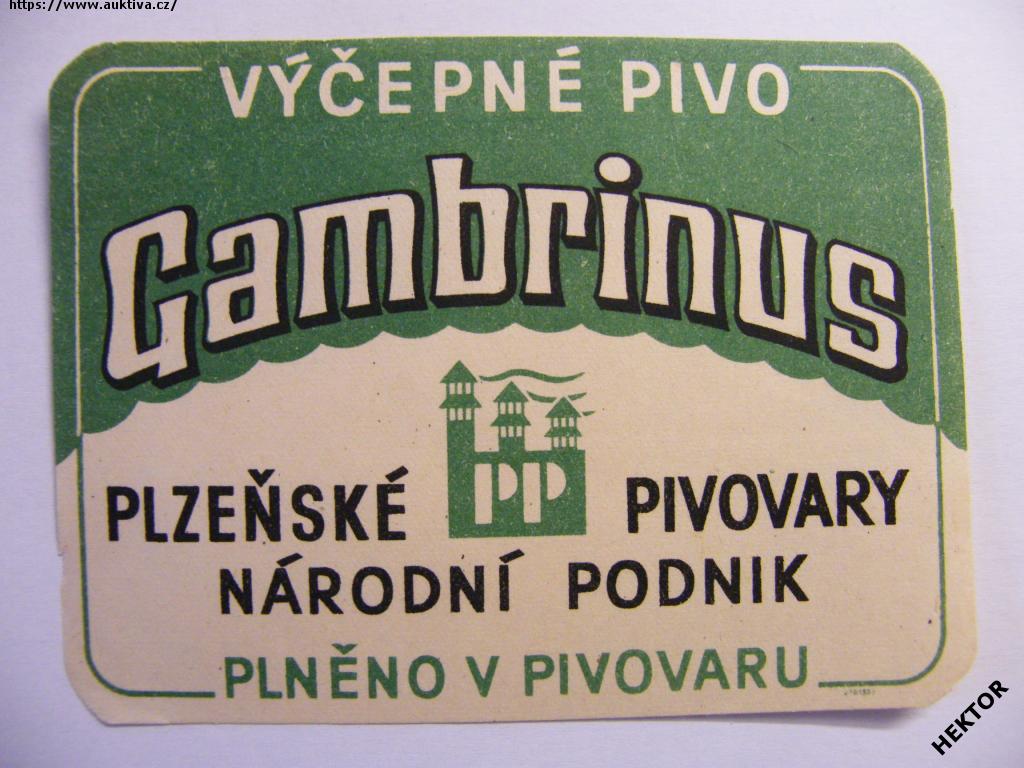 https://www.auktiva.cz/
VÝČEPNÉ PIVO
Gambrinus
PP
PLZEŇSKÉ PIVOVARY
NÁRODNÍ PODNIK
PLNĚNO V PIVOVARU
HEKTOR